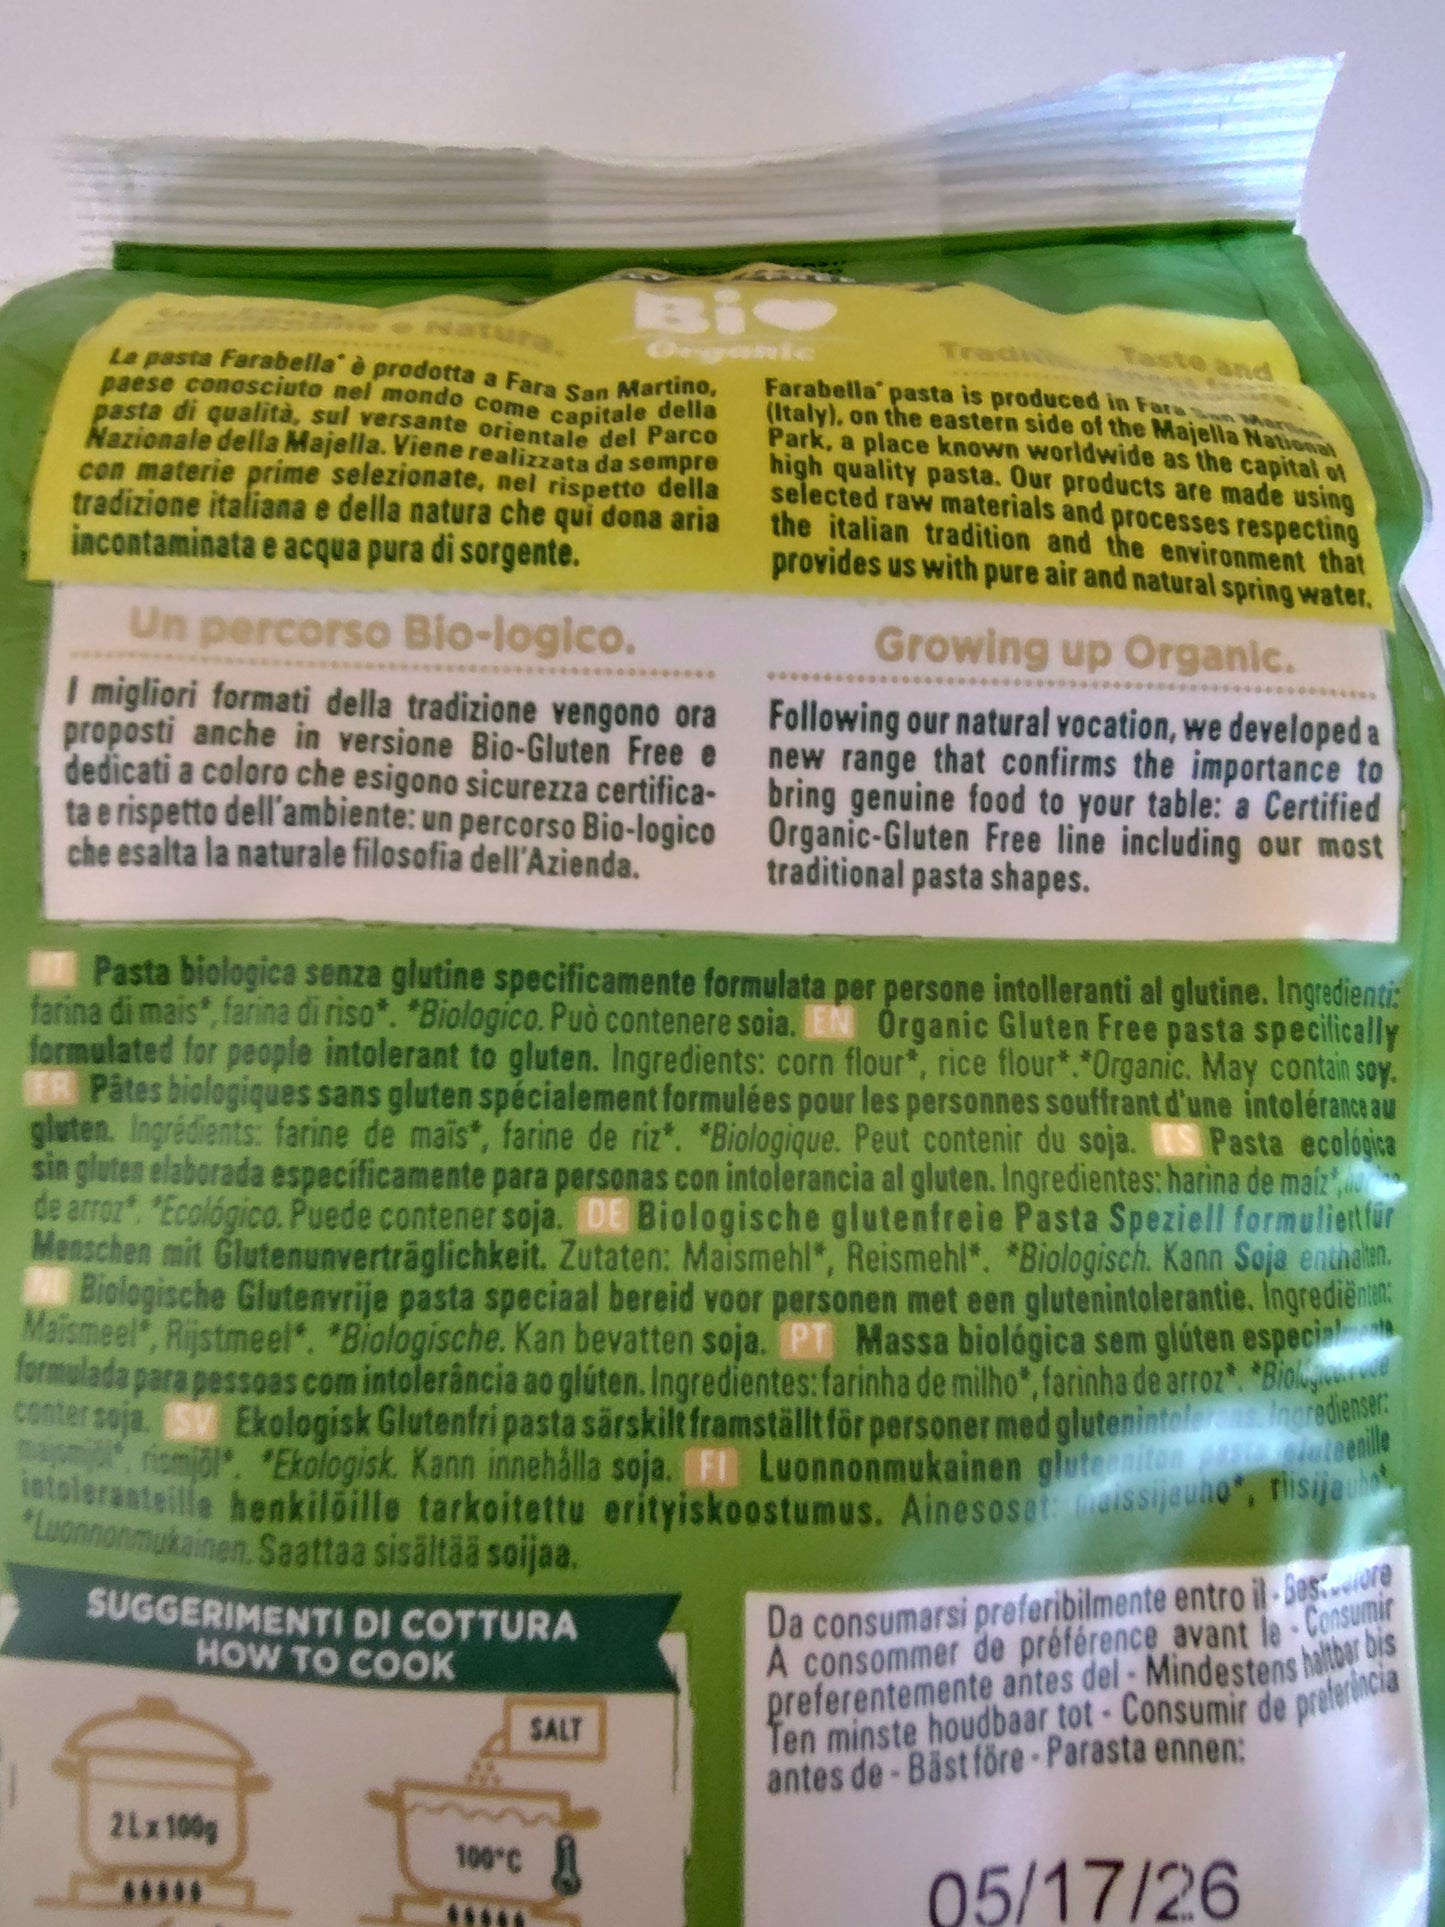 Bi
Organic
Natura.
La pasta Farabella® è prodotta a Fara San Martino,
paese conosciuto nel mondo come capitale della
pasta di qualità, sul versante orientale del Parco
Nazionale della Majella. Viene realizzata da sempre
con materie prime selezionate, nel rispetto della
tradizione italiana e della natura che qui dona aria
incontaminata e acqua pura di sorgente.
Taste and
Farabella® pasta is produced in Fara San Martino
(Italy), on the eastern side of the Majella National
Park, a place known worldwide as the capital of
high quality pasta. Our products are made using
selected raw materials and processes respecting
the italian tradition and the environment that
provides us with pure air and natural spring water.
Un percorso Bio-logico.
I migliori formati della tradizione vengono ora
proposti anche in versione Bio-Gluten Free e
dedicati a coloro che esigono sicurezza certifica-
ta e rispetto dell'ambiente: un percorso Bio-logico
che esalta la naturale filosofia dell'Azienda.
Growing up Organic.
Following our natural vocation, we developed a
new range that confirms the importance to
bring genuine food to your table: a Certified
Organic-Gluten Free line including our most
traditional pasta shapes.
IT Pasta biologica senza glutine specificamente formulata per persone intolleranti al glutine. Ingredienti:
farina di mais*, farina di riso*. *Biologico. Può contenere soia. EN Organic Gluten Free pasta specifically
formulated for people intolerant to gluten. Ingredients: corn flour*, rice flour*.*Organic. May contain soy.
FR Pâtes biologiques sans gluten spécialement formulées pour les personnes souffrant d'une intolérance au
gluten. Ingrédients: farine de maïs*, farine de riz*. *Biologique. Peut contenir du soja. ES Pasta ecológica
sin gluten elaborada específicamente para personas con intolerancia al gluten. Ingredientes: harina de maíz*,
de arroz*. *Ecológico. Puede contener soja. DE Biologische glutenfreie Pasta Speziell formuliert für
Menschen mit Glutenunverträglichkeit. Zutaten: Maismehl*, Reismehl*. *Biologisch. Kann Soja enthalten.
NL Biologische Glutenvrije pasta speciaal bereid voor personen met een glutenintolerantie. Ingrediënten:
Maïsmeel*, Rijstmeel*. *Biologische. Kan bevatten soja. PT Massa biológica sem glúten especialmente
formulada para pessoas com intolerância ao glúten. Ingredientes: farinha de milho*, farinha de arroz*.
conter soja. SV Ekologisk Glutenfri pasta särskilt framställt för personer med glutenintolerans. Ingredienser:
majsmjöl*, rismjöl*. *Ekologisk. Kann innehålla soja. FI Luonnonmukainen gluteeniton pasta gluteenille
intoleranteille henkilöille tarkoitettu erityiskoostumus. Ainesosat: maissijauho*, riisijauho*.
*Luonnonmukainen. Saattaa sisältää soijaa.
SUGGERIMENTI DI COTTURA
HOW TO COOK
2 L x 100g
SALT
100°C
Da consumarsi preferibilmente entro il - Best before
A consommer de préférence avant le - Consumir
preferentemente antes del - Mindestens haltbar bis
Ten minste houdbaar tot - Consumir de preferência
antes de - Bäst före - Parasta ennen:
05/17/26